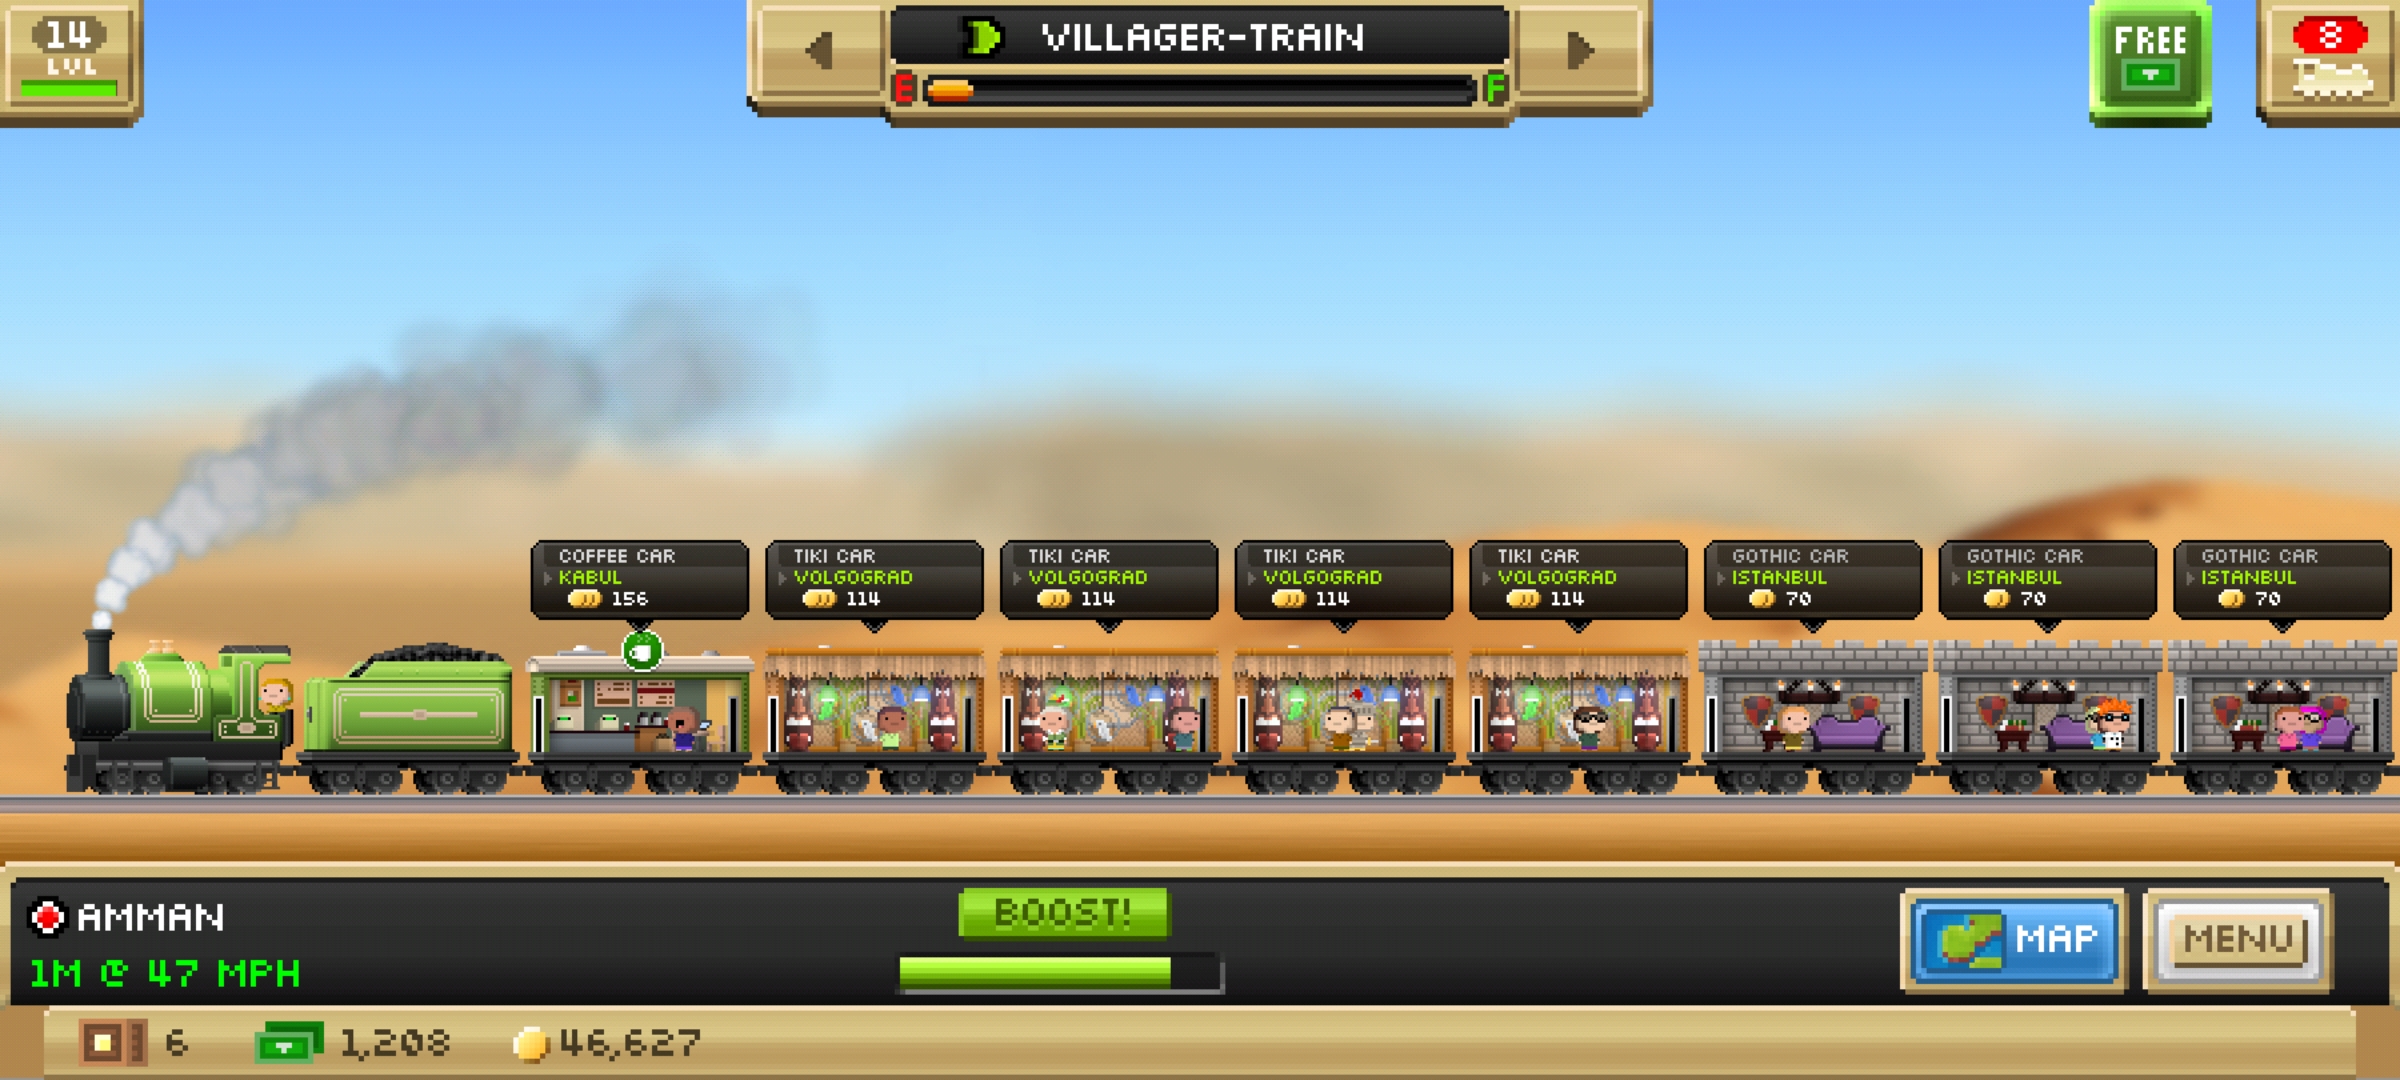 14
LVL
VILLAGER-TRAIN
E
F
FREE
8
COFFEE CAR
KABUL
156
TIKI CAR
VOLGOGRAD
114
TIKI CAR
VOLGOGRAD
114
TIKI CAR
VOLGOGRAD
114
TIKI CAR
VOLGOGRAD
114
GOTHIC CAR
ISTANBUL
70
GOTHIC CAR
ISTANBUL
70
GOTHIC CAR
ISTANBUL
70
AMMAN
1M @ 47 MPH
BOOST!
MAP
MENU
6
1,208
46,627